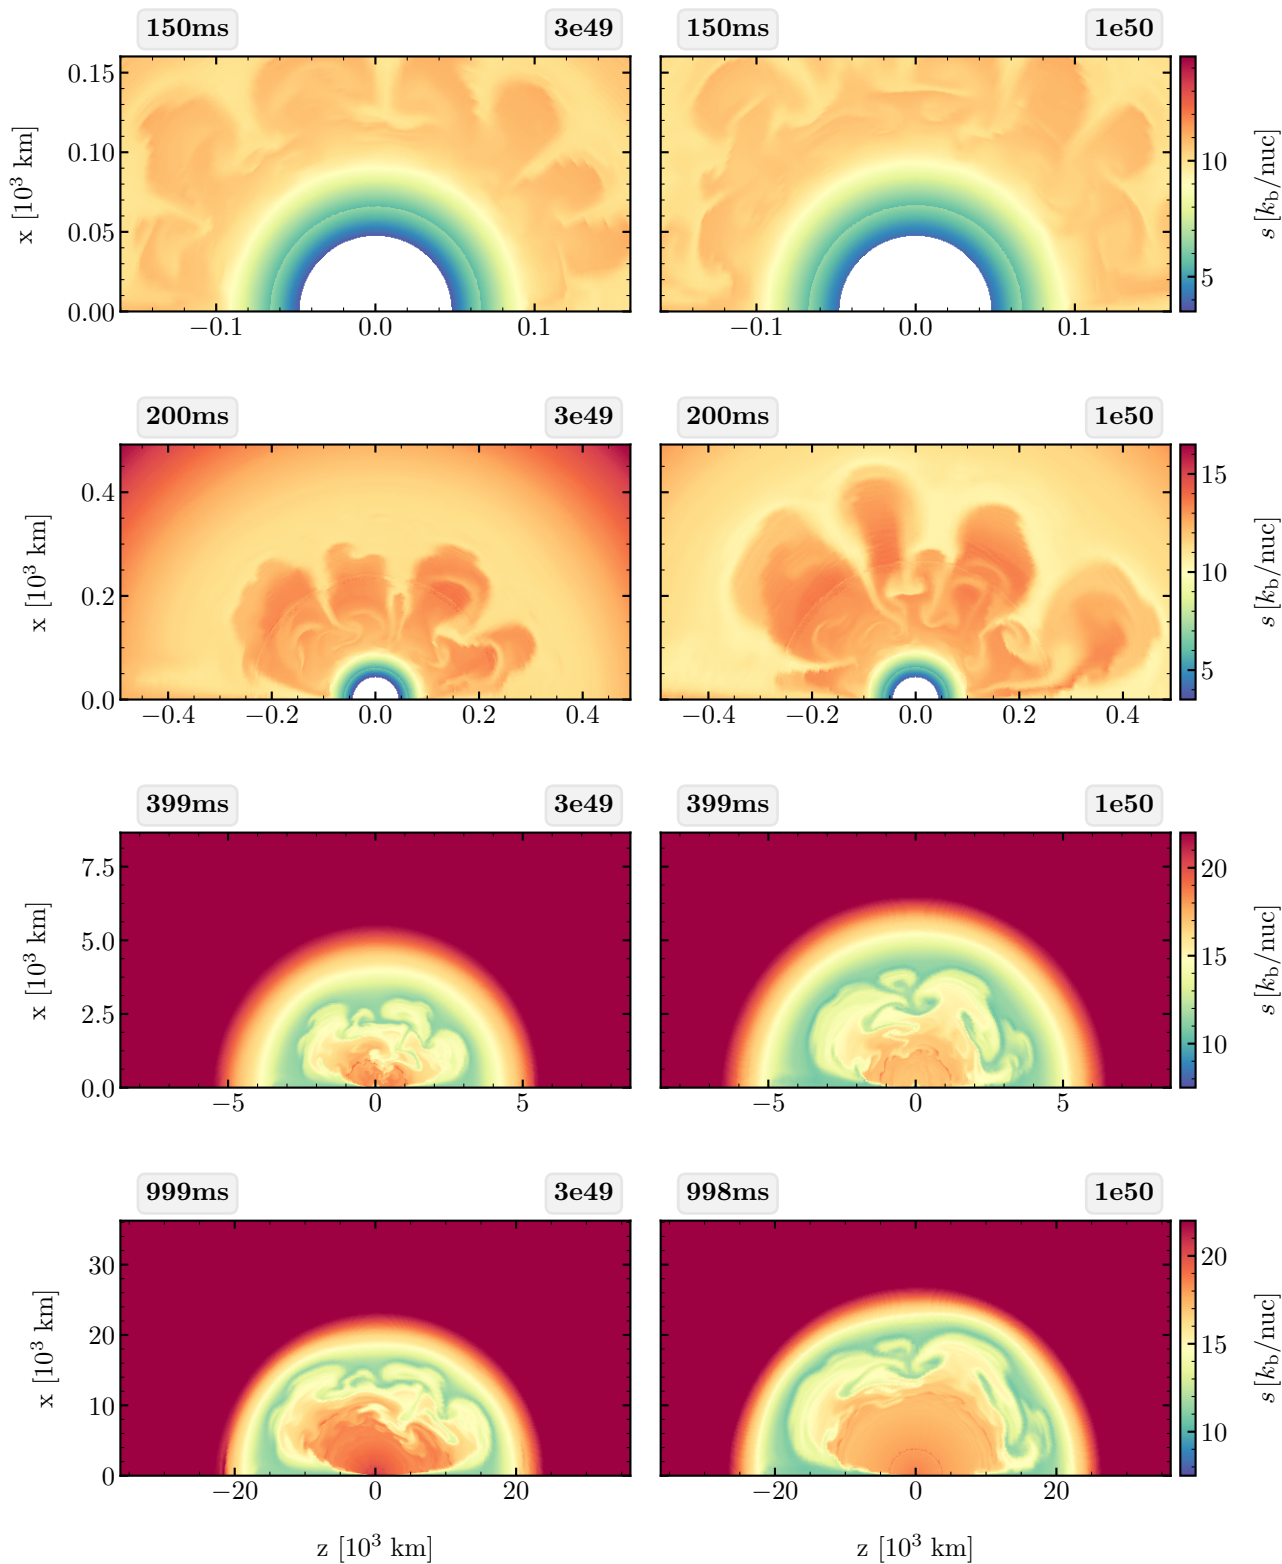 150ms 3e49 150ms 1e50
0.15
0.10
0.05
0.00
x [10³ km]
−0.1 0.0 0.1
−0.1 0.0 0.1
10
5
s [k_b/nuc]
200ms 3e49 200ms 1e50
0.4
0.2
0.0
x [10³ km]
−0.4 −0.2 0.0 0.2 0.4
−0.4 −0.2 0.0 0.2 0.4
15
10
5
s [k_b/nuc]
399ms 3e49 399ms 1e50
7.5
5.0
2.5
0.0
x [10³ km]
−5 0 5
−5 0 5
20
15
10
s [k_b/nuc]
999ms 3e49 998ms 1e50
30
20
10
0
x [10³ km]
−20 0 20
−20 0 20
20
15
10
s [k_b/nuc]
z [10³ km] z [10³ km]